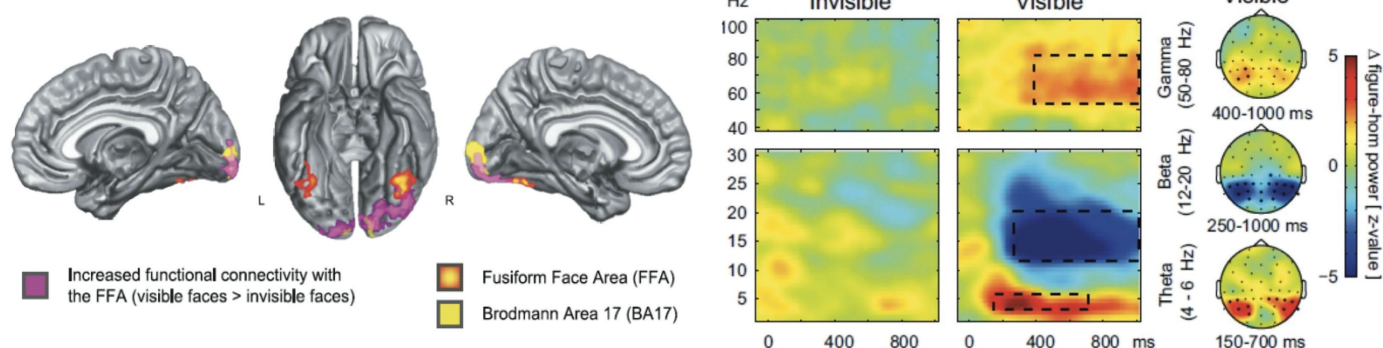 L
R
Increased functional connectivity with
the FFA (visible faces > invisible faces)
Fusiform Face Area (FFA)
Brodmann Area 17 (BA17)
Hz
Invisible
Visible
Visible
100
80
60
40
30
25
20
15
10
5
0 400 800
0 400 800 ms
Gamma
(50-80 Hz)
Beta
(12-20 Hz)
Theta
(4 - 6 Hz)
400-1000 ms
250-1000 ms
150-700 ms
5
0
−5
Δ figure-hom power [ z-value ]